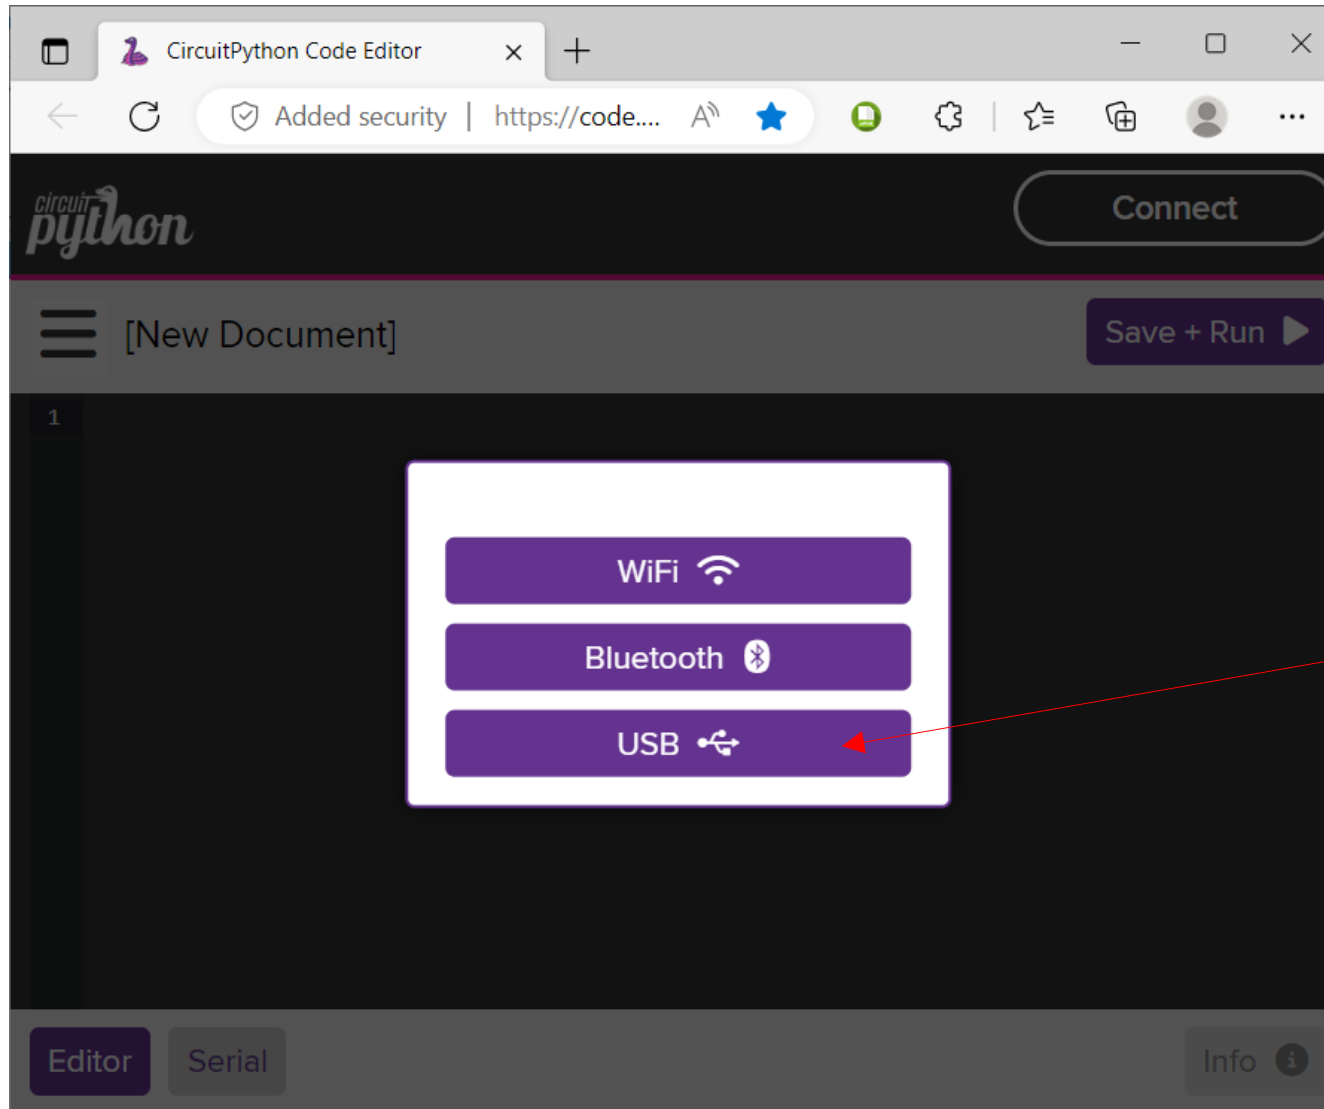 CircuitPython Code Editor
Added security | https://code....
circuit
python
Connect
[New Document]
Save + Run
1
WiFi
Bluetooth
USB
Editor
Serial
Info